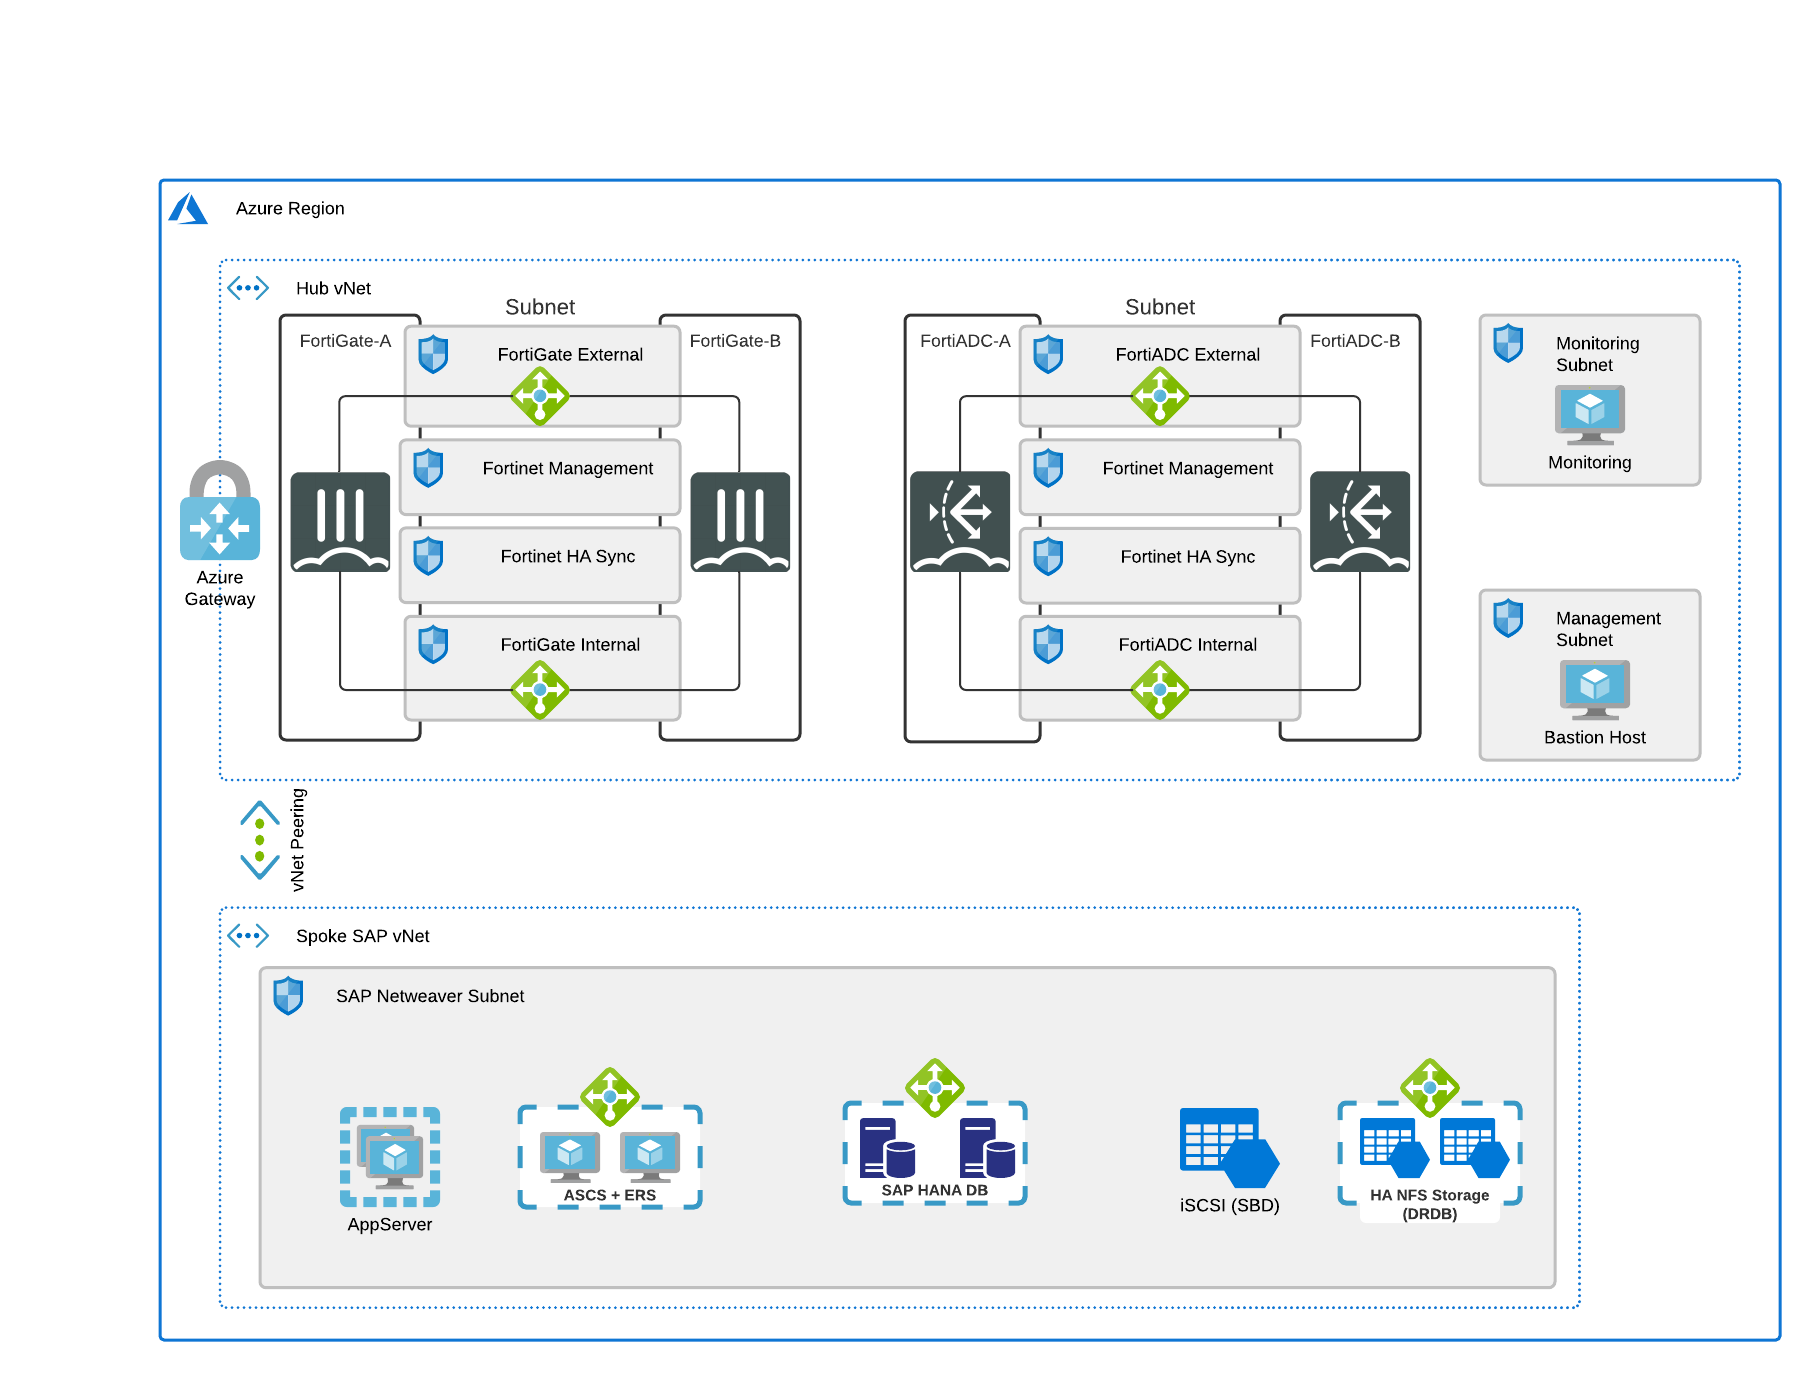 Azure Region
Hub vNet
Subnet
Subnet
FortiGate-A
FortiGate External
FortiGate-B
FortiADC-A
FortiADC External
FortiADC-B
Monitoring
Subnet
Monitoring
Fortinet Management
Fortinet Management
Fortinet HA Sync
Fortinet HA Sync
Azure
Gateway
FortiGate Internal
FortiADC Internal
Management
Subnet
Bastion Host
vNet Peering
Spoke SAP vNet
SAP Netweaver Subnet
AppServer
ASCS + ERS
SAP HANA DB
iSCSI (SBD)
HA NFS Storage
(DRDB)